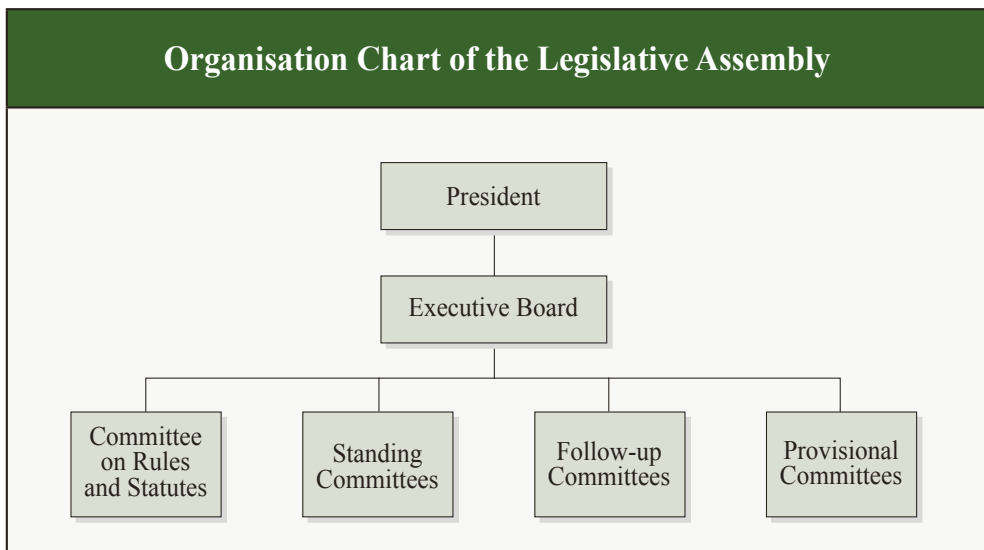 Organisation Chart of the Legislative Assembly
President
Executive Board
Committee
on Rules
and Statutes
Standing
Committees
Follow-up
Committees
Provisional
Committees